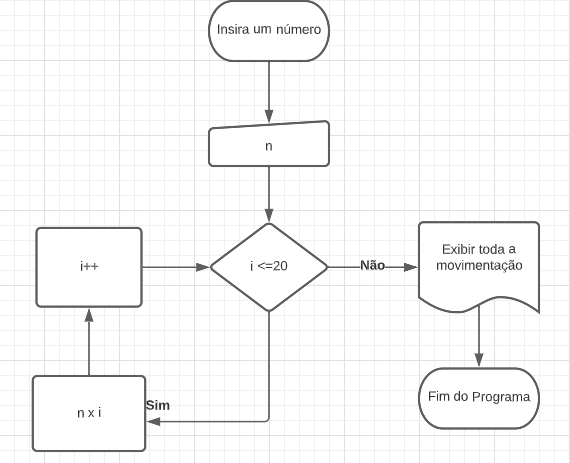 Insira um número
n
i <=20
Não
Exibir toda a
movimentação
i++
Sim
n x i
Fim do Programa